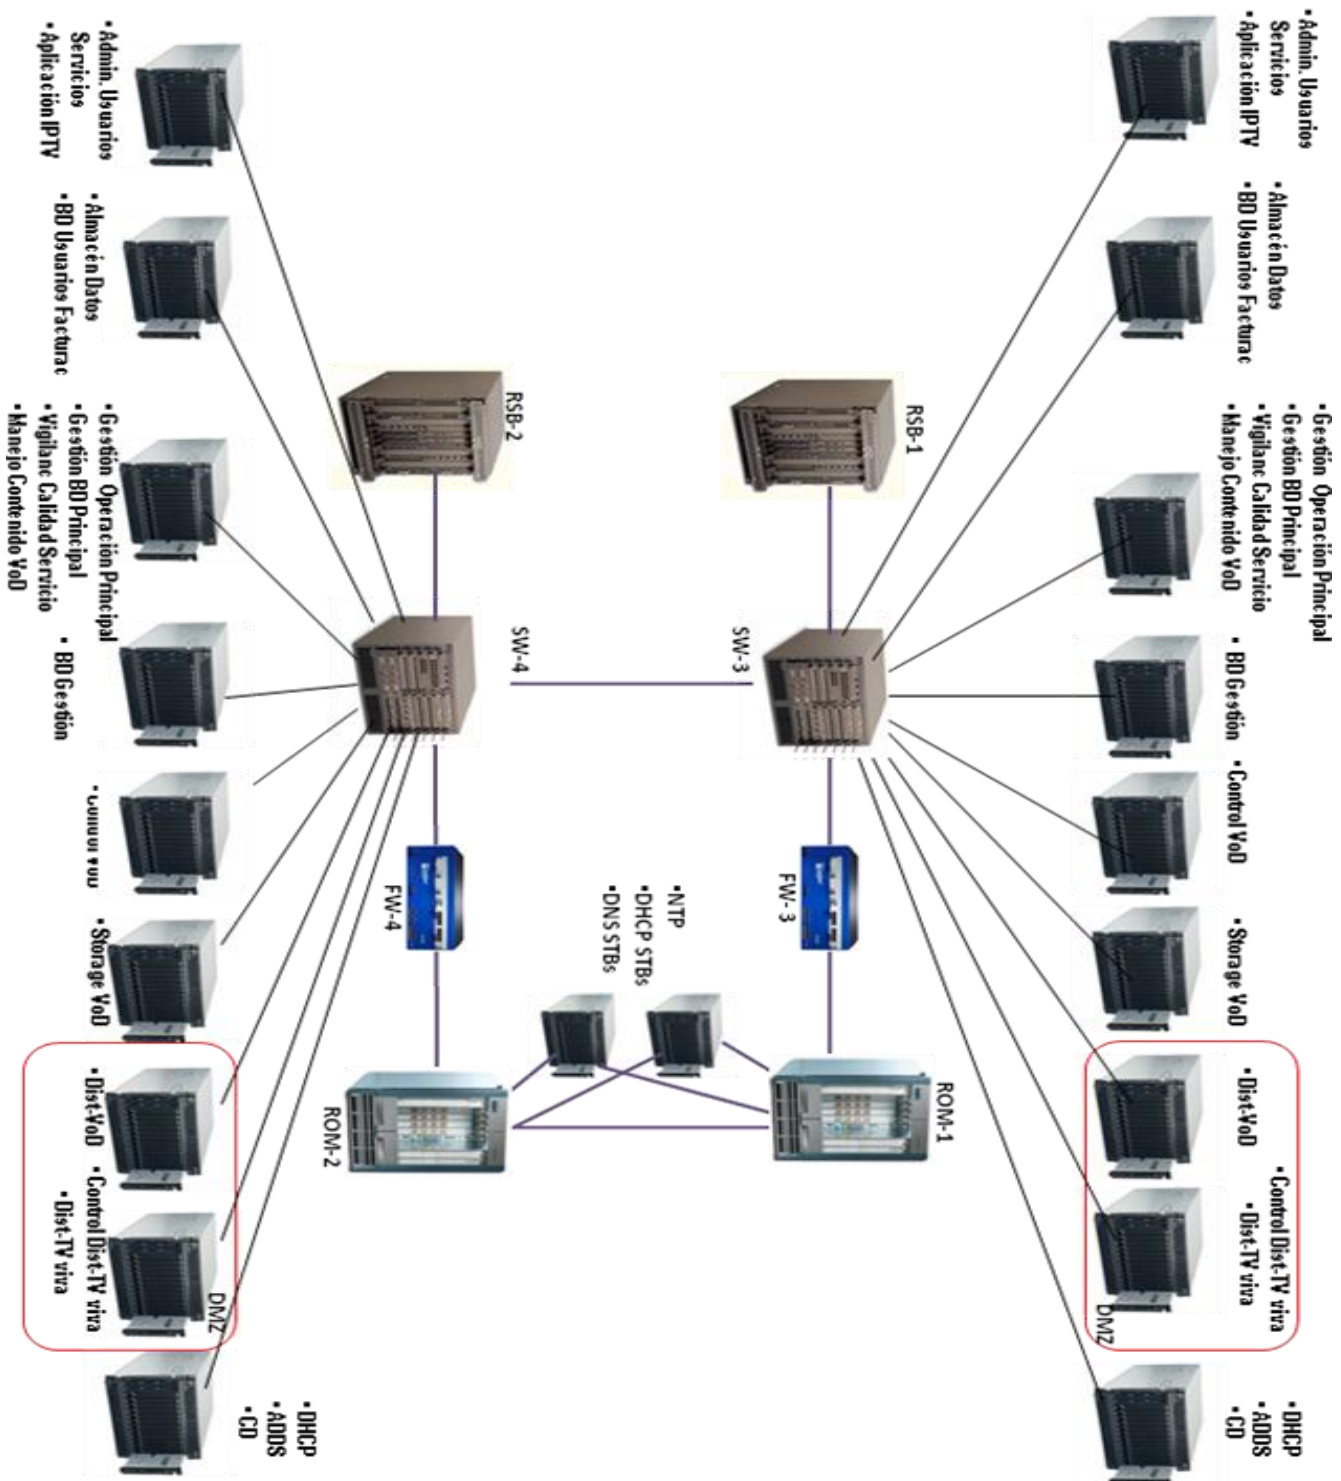 ▪Admin. Usuarios
Servicios
▪Aplicación IPTV
▪Almacén Datos
▪BD Usuarios Facturac
▪Gestión Operación Principal
▪Gestión BD Principal
▪Vigilanc Calidad Servicio
▪Manejo Contenido VoD
▪ BD Gestión
▪Control VoD
▪Storage VoD
▪Dist-VoD
▪Control Dist-TV viva
▪Dist-TV viva
DMZ
▪DHCP
▪ADDS
▪CD
RSB-1
SW-3
FW- 3
ROM-1
▪NTP
▪DHCP STBs
▪DNS STBs
RSB-2
SW-4
FW-4
ROM-2
▪Admin. Usuarios
Servicios
▪Aplicación IPTV
▪Almacén Datos
▪BD Usuarios Facturac
▪Gestión Operación Principal
▪Gestión BD Principal
▪Vigilanc Calidad Servicio
▪Manejo Contenido VoD
▪ BD Gestión
▪Storage VoD
▪Dist-VoD
▪Control Dist-TV viva
▪Dist-TV viva
DMZ
▪DHCP
▪ADDS
▪CD